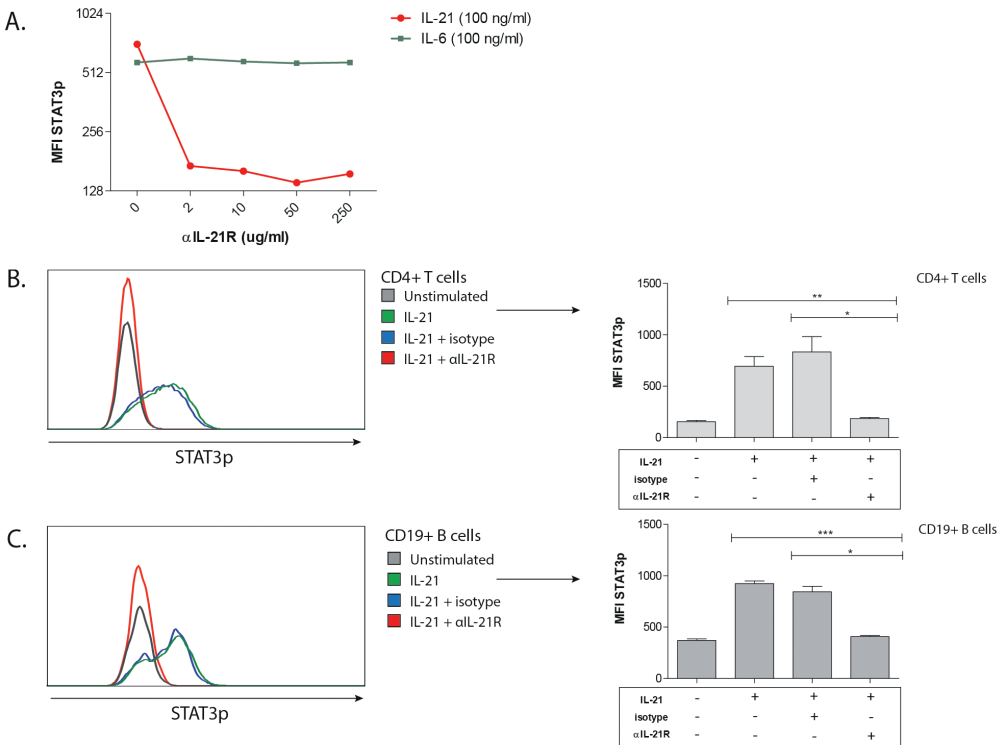 A.
1024
512
256
128
MFI STAT3p
0
2
10
50
250
αIL-21R (ug/ml)
IL-21 (100 ng/ml)
IL-6 (100 ng/ml)
B.
STAT3p
CD4+ T cells
Unstimulated
IL-21
IL-21 + isotype
IL-21 + αIL-21R
CD4+ T cells
MFI STAT3p
1500
1000
500
0
**
*
IL-21 - + + +
isotype - - + -
αIL-21R - - - +
C.
STAT3p
CD19+ B cells
Unstimulated
IL-21
IL-21 + isotype
IL-21 + αIL-21R
CD19+ B cells
MFI STAT3p
1500
1000
500
0
***
*
IL-21 - + + +
isotype - - + -
αIL-21R - - - +